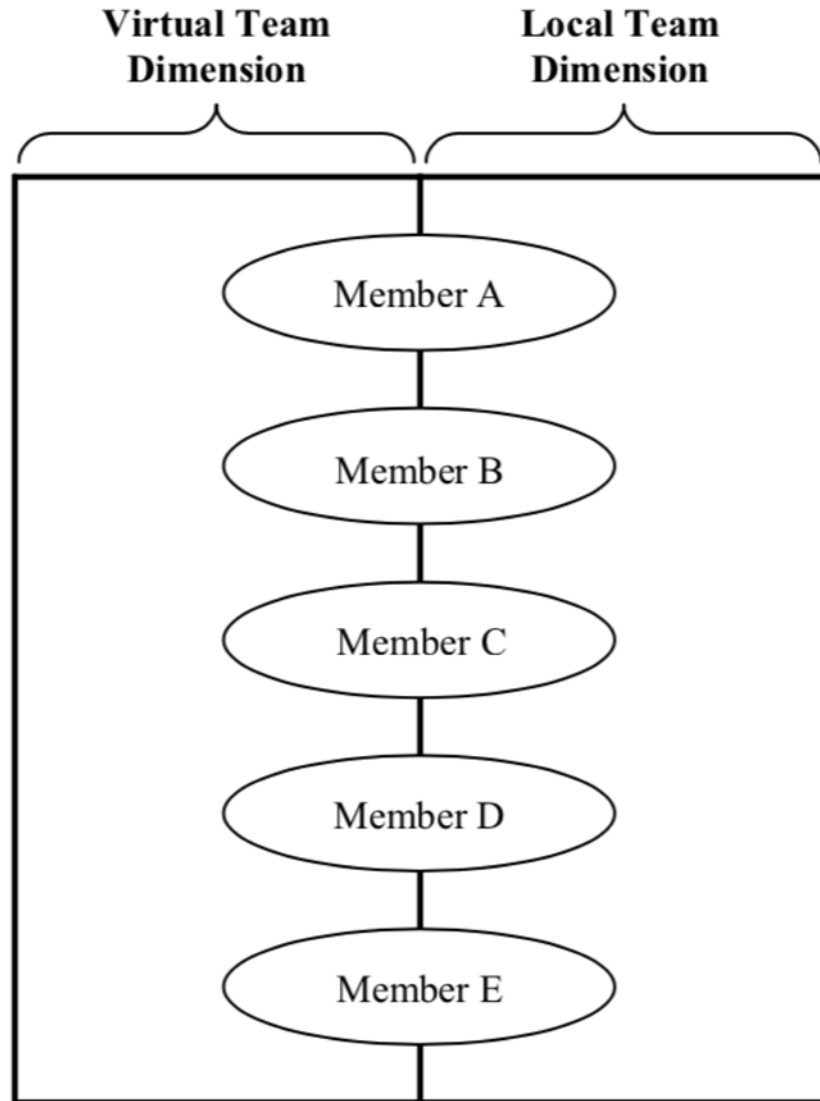 Virtual Team
Dimension
Local Team
Dimension
Member A
Member B
Member C
Member D
Member E